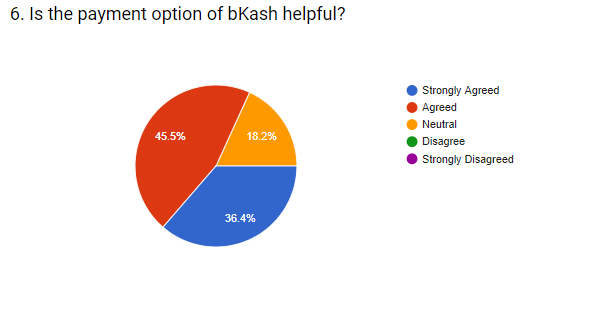 6. Is the payment option of bKash helpful?
Strongly Agreed
Agreed
Neutral
Disagree
Strongly Disagreed
45.5%
18.2%
36.4%